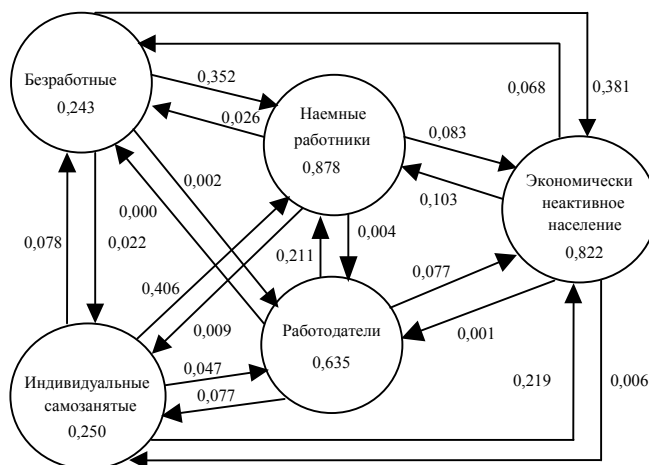 Безработные
0,243
0,352
0,026
Наемные
работники
0,878
0,068
0,381
0,083
0,103
Экономически
неактивное
население
0,822
0,002
0,000
0,078
0,022
0,406
0,009
0,211
0,004
0,077
0,001
Работодатели
0,635
0,047
0,077
Индивидуальные
самозанятые
0,250
0,219
0,006